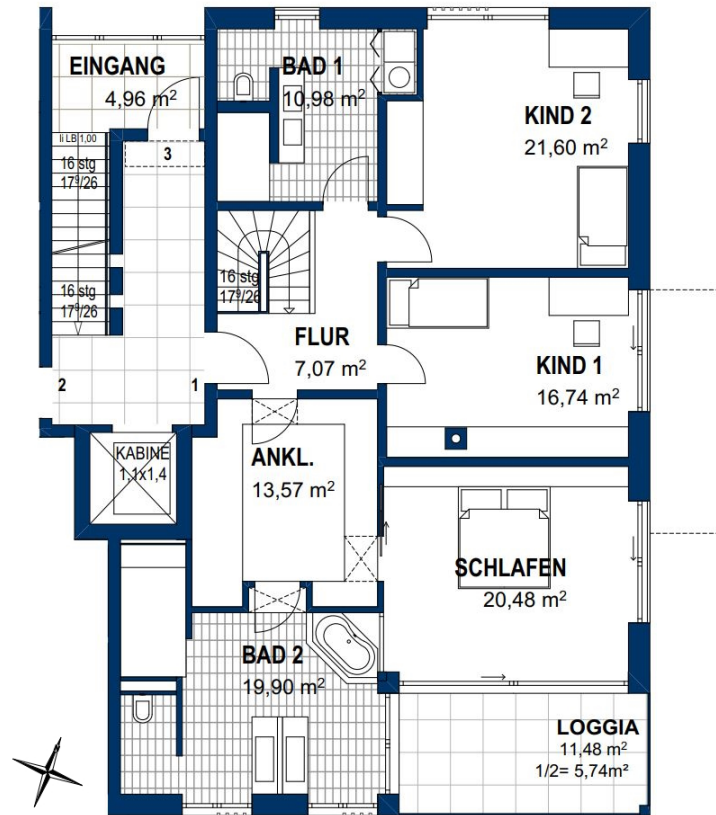 EINGANG
4,96 m²
BAD 1
10,98 m²
KIND 2
21,60 m²
li LB 1,00
16 stg
17⁹/26
3
16 stg
17⁹/26
16 stg
17⁹/26
FLUR
7,07 m²
KIND 1
16,74 m²
2
1
KABINE
1,1x1,4
ANKL.
13,57 m²
SCHLAFEN
20,48 m²
BAD 2
19,90 m²
LOGGIA
11,48 m²
1/2= 5,74m²